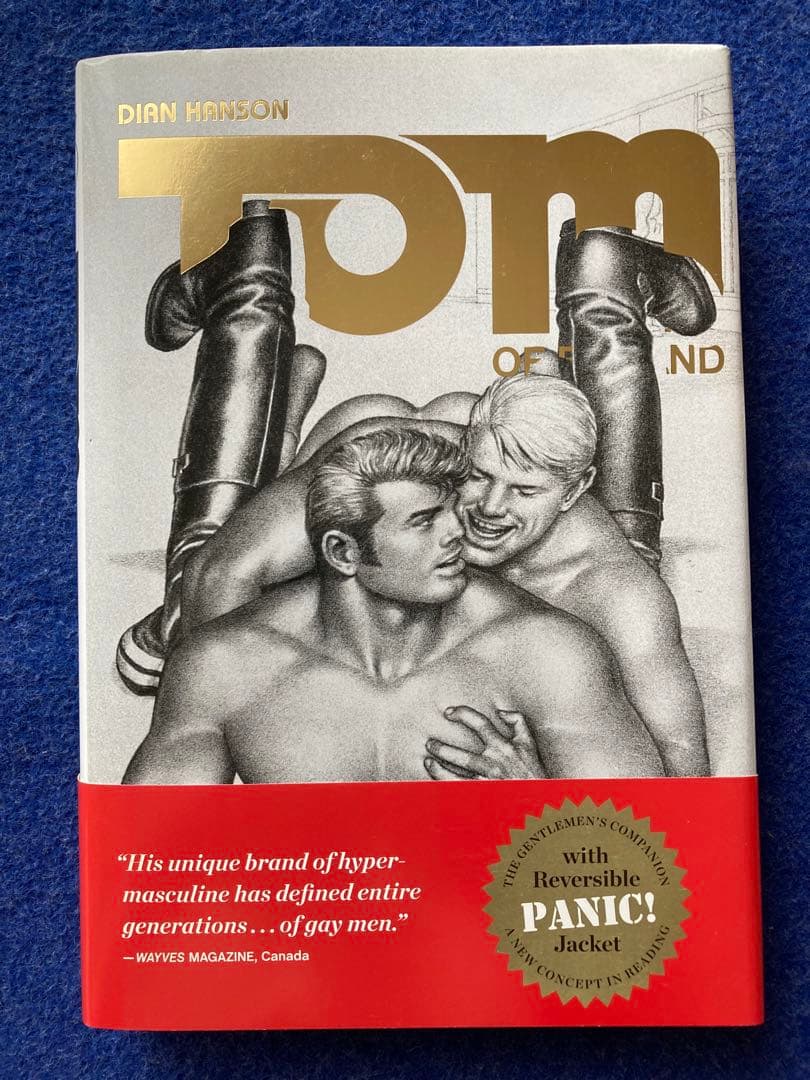 DIAN HANSON
TOM
OF
ND
“His unique brand of hyper-
masculine has defined entire
generations . . . of gay men.”
—WAYVES MAGAZINE, Canada
THE GENTLEMEN'S COMPANION
with
Reversible
PANIC!
Jacket
A NEW CONCEPT IN READING